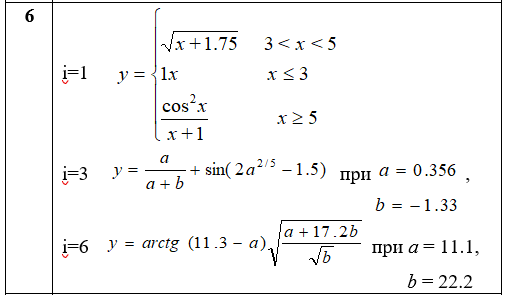 6
i=1 y = { √(x+1.75) 3 < x < 5
1x x ≤ 3
cos²x / (x+1) x ≥ 5
i=3 y = a/(a+b) + sin( 2a^(2/5) −1.5) при a = 0.356 ,
b = −1.33
i=6 y = arctg (11.3 − a)√((a+17.2b)/√b) при a = 11.1,
b = 22.2